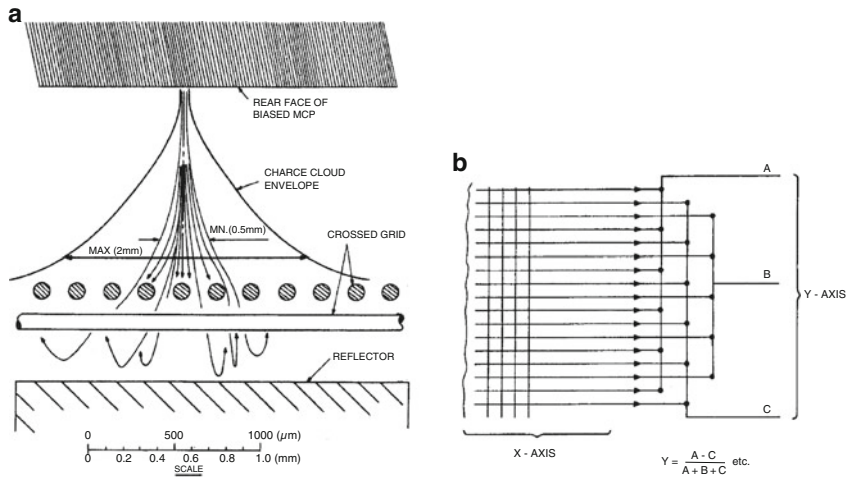 a
REAR FACE OF
BIASED MCP
CHARCE CLOUD
ENVELOPE
MN.(0.5mm)
MAX (2mm)
CROSSED GRID
REFLECTOR
0 500 1000 (µm)
0 0.2 0.4 0.6 0.8 1.0 (mm)
SCALE
b
A
B
C
Y - AXIS
X - AXIS
Y = A - C / A + B + C etc.